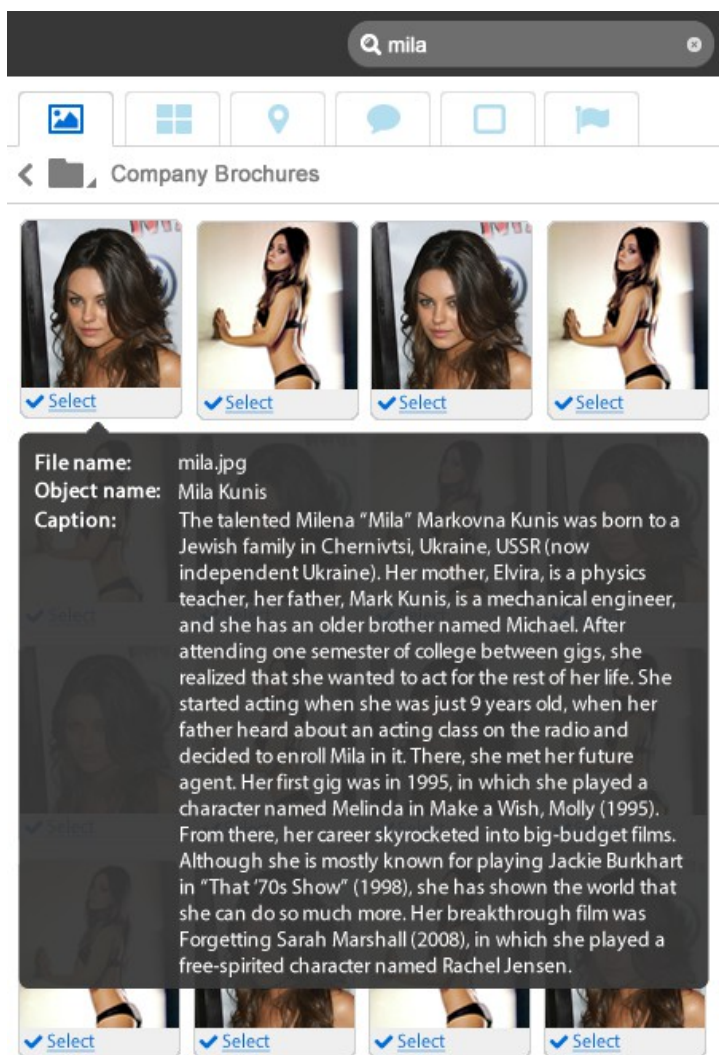 mila
Company Brochures
Select
Select
Select
Select
File name: mila.jpg
Object name: Mila Kunis
Caption: The talented Milena “Mila” Markovna Kunis was born to a
Jewish family in Chernivtsi, Ukraine, USSR (now
independent Ukraine). Her mother, Elvira, is a physics
teacher, her father, Mark Kunis, is a mechanical engineer,
and she has an older brother named Michael. After
attending one semester of college between gigs, she
realized that she wanted to act for the rest of her life. She
started acting when she was just 9 years old, when her
father heard about an acting class on the radio and
decided to enroll Mila in it. There, she met her future
agent. Her first gig was in 1995, in which she played a
character named Melinda in Make a Wish, Molly (1995).
From there, her career skyrocketed into big-budget films.
Although she is mostly known for playing Jackie Burkhart
in “That ’70s Show” (1998), she has shown the world that
she can do so much more. Her breakthrough film was
Forgetting Sarah Marshall (2008), in which she played a
free-spirited character named Rachel Jensen.
Select
Select
Select
Select
Select
Select